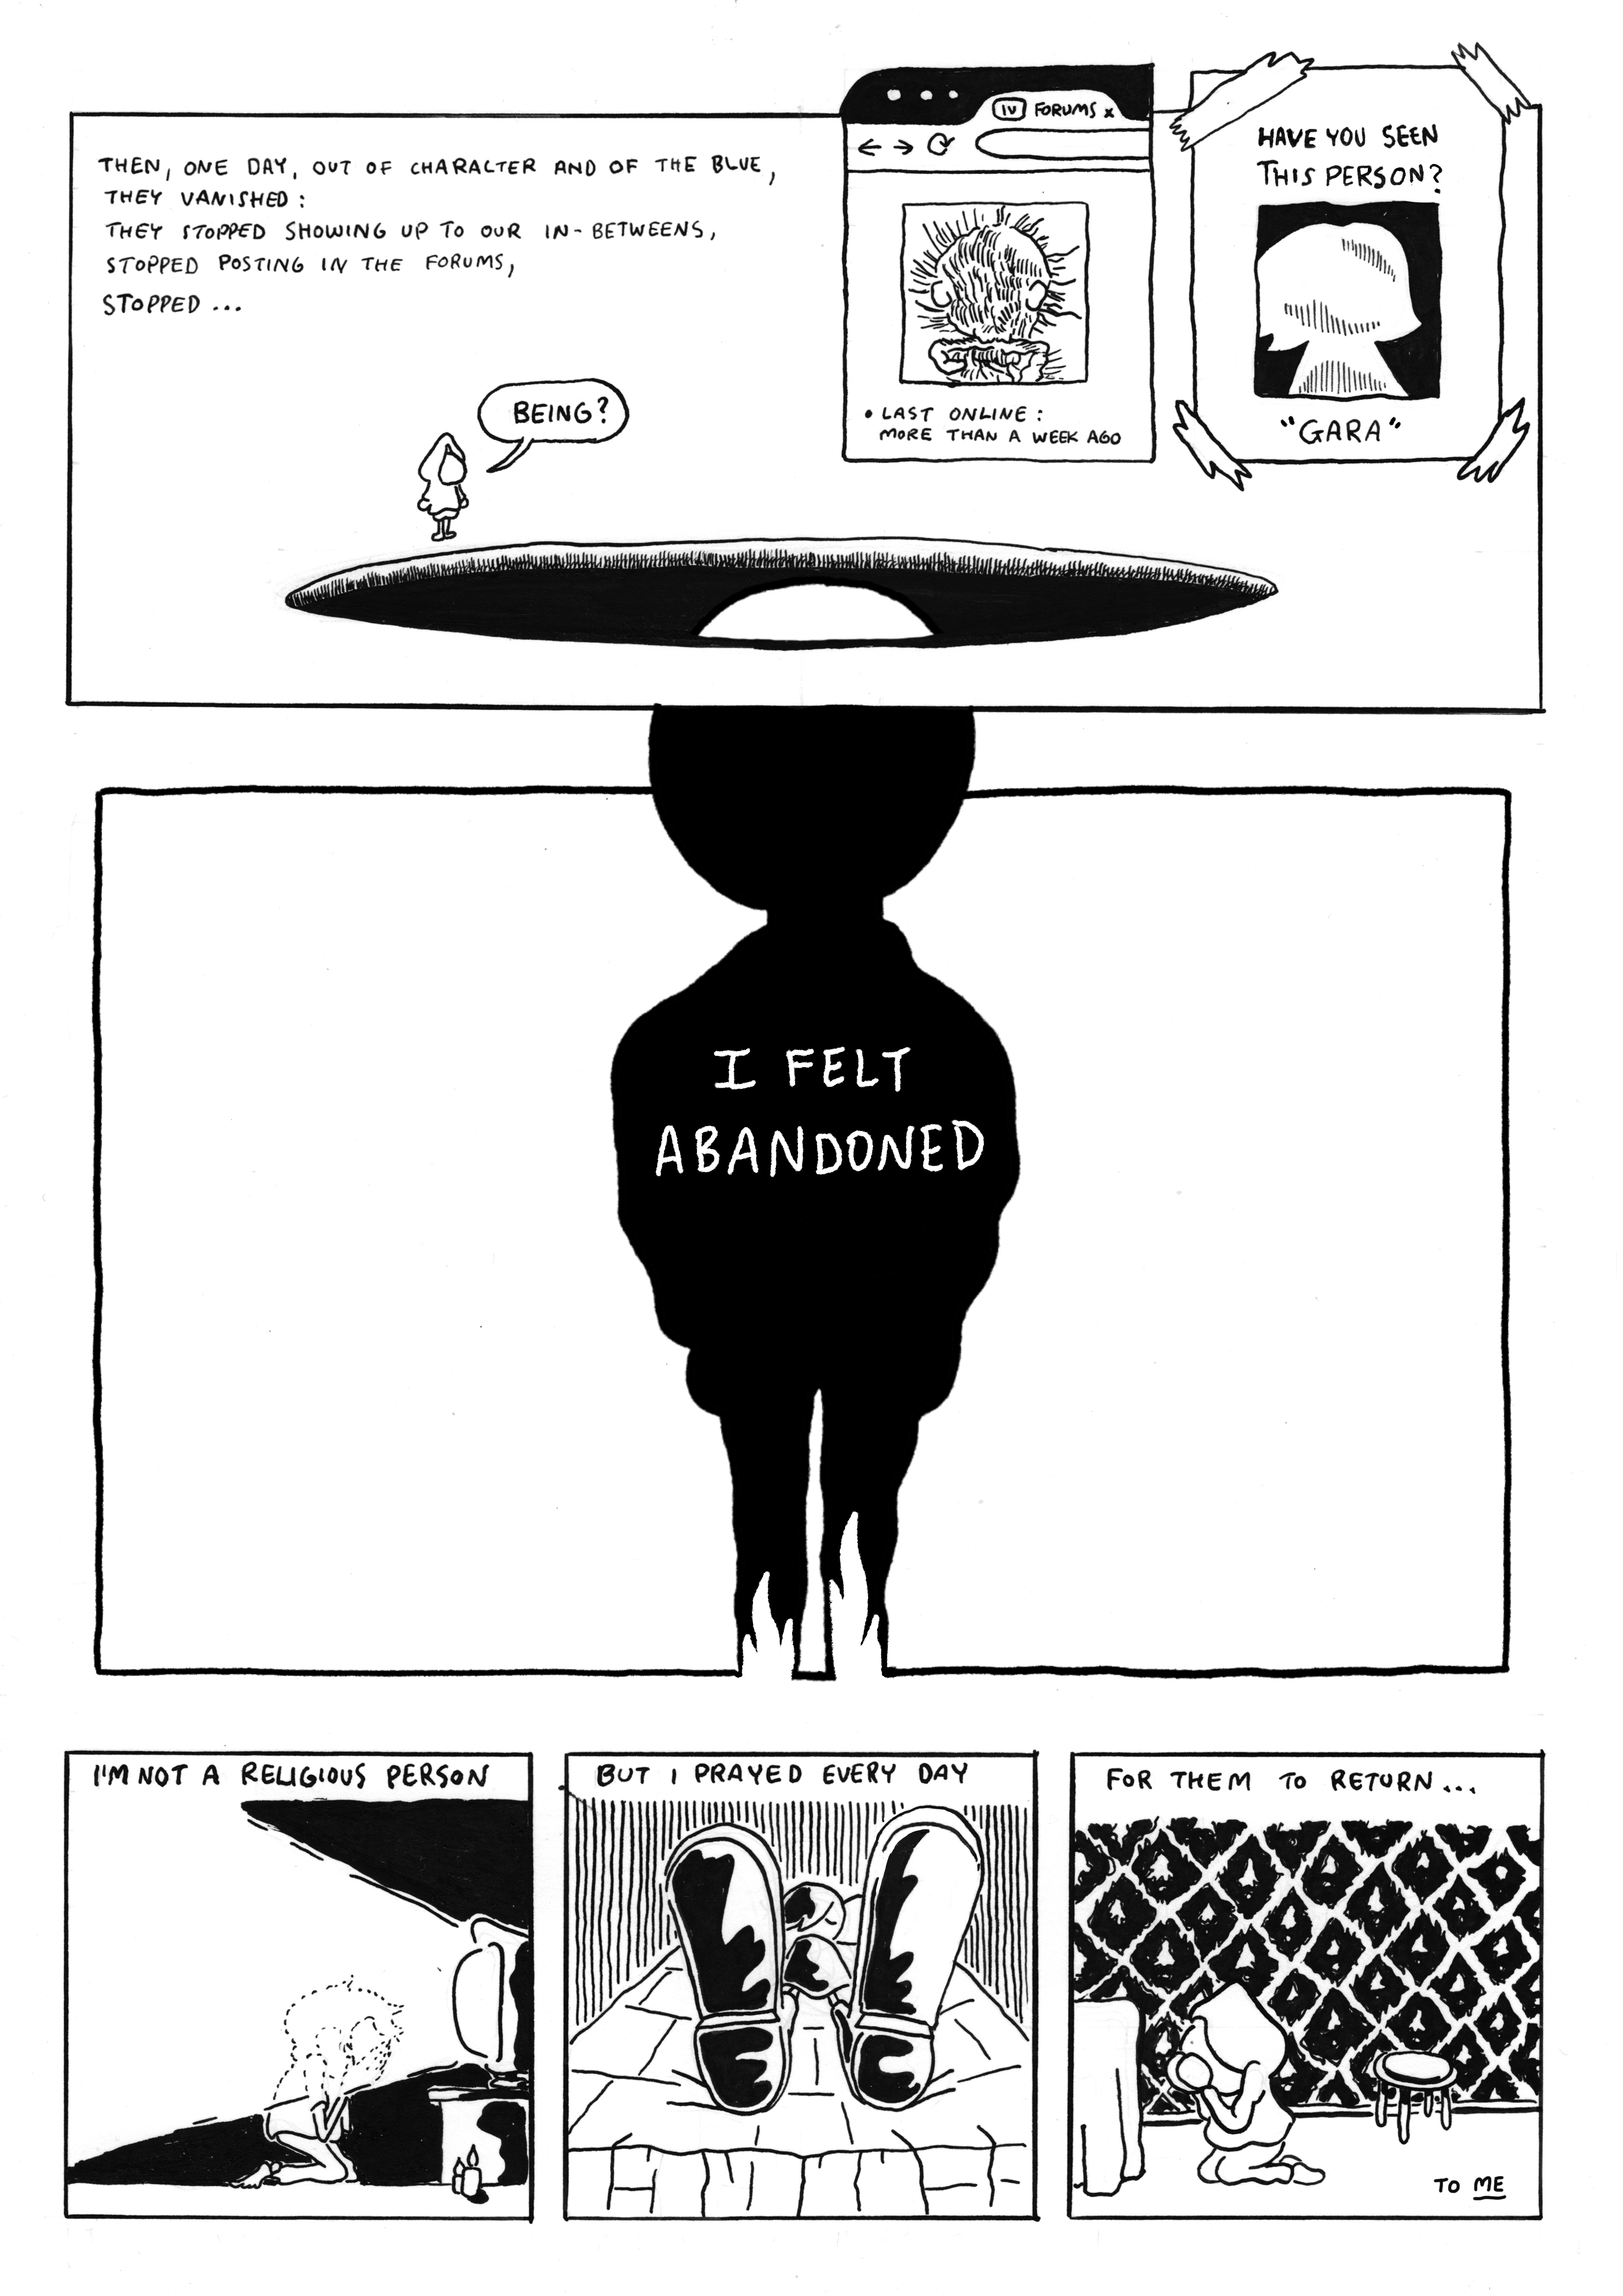 THEN, ONE DAY, OUT OF CHARACTER AND OF THE BLUE,
THEY VANISHED:
THEY STOPPED SHOWING UP TO OUR IN-BETWEENS,
STOPPED POSTING IN THE FORUMS,
STOPPED...
BEING?
IV FORUMS x
• LAST ONLINE:
MORE THAN A WEEK AGO
HAVE YOU SEEN
THIS PERSON?
"GARA"
I FELT
ABANDONED
I'M NOT A RELIGIOUS PERSON
BUT I PRAYED EVERY DAY
FOR THEM TO RETURN...
TO ME